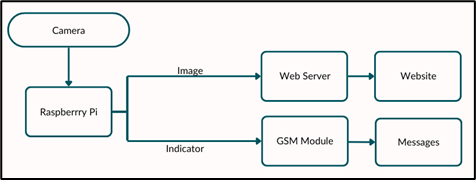 Camera
Image
Web Server
Website
Raspberrry Pi
Indicator
GSM Module
Messages